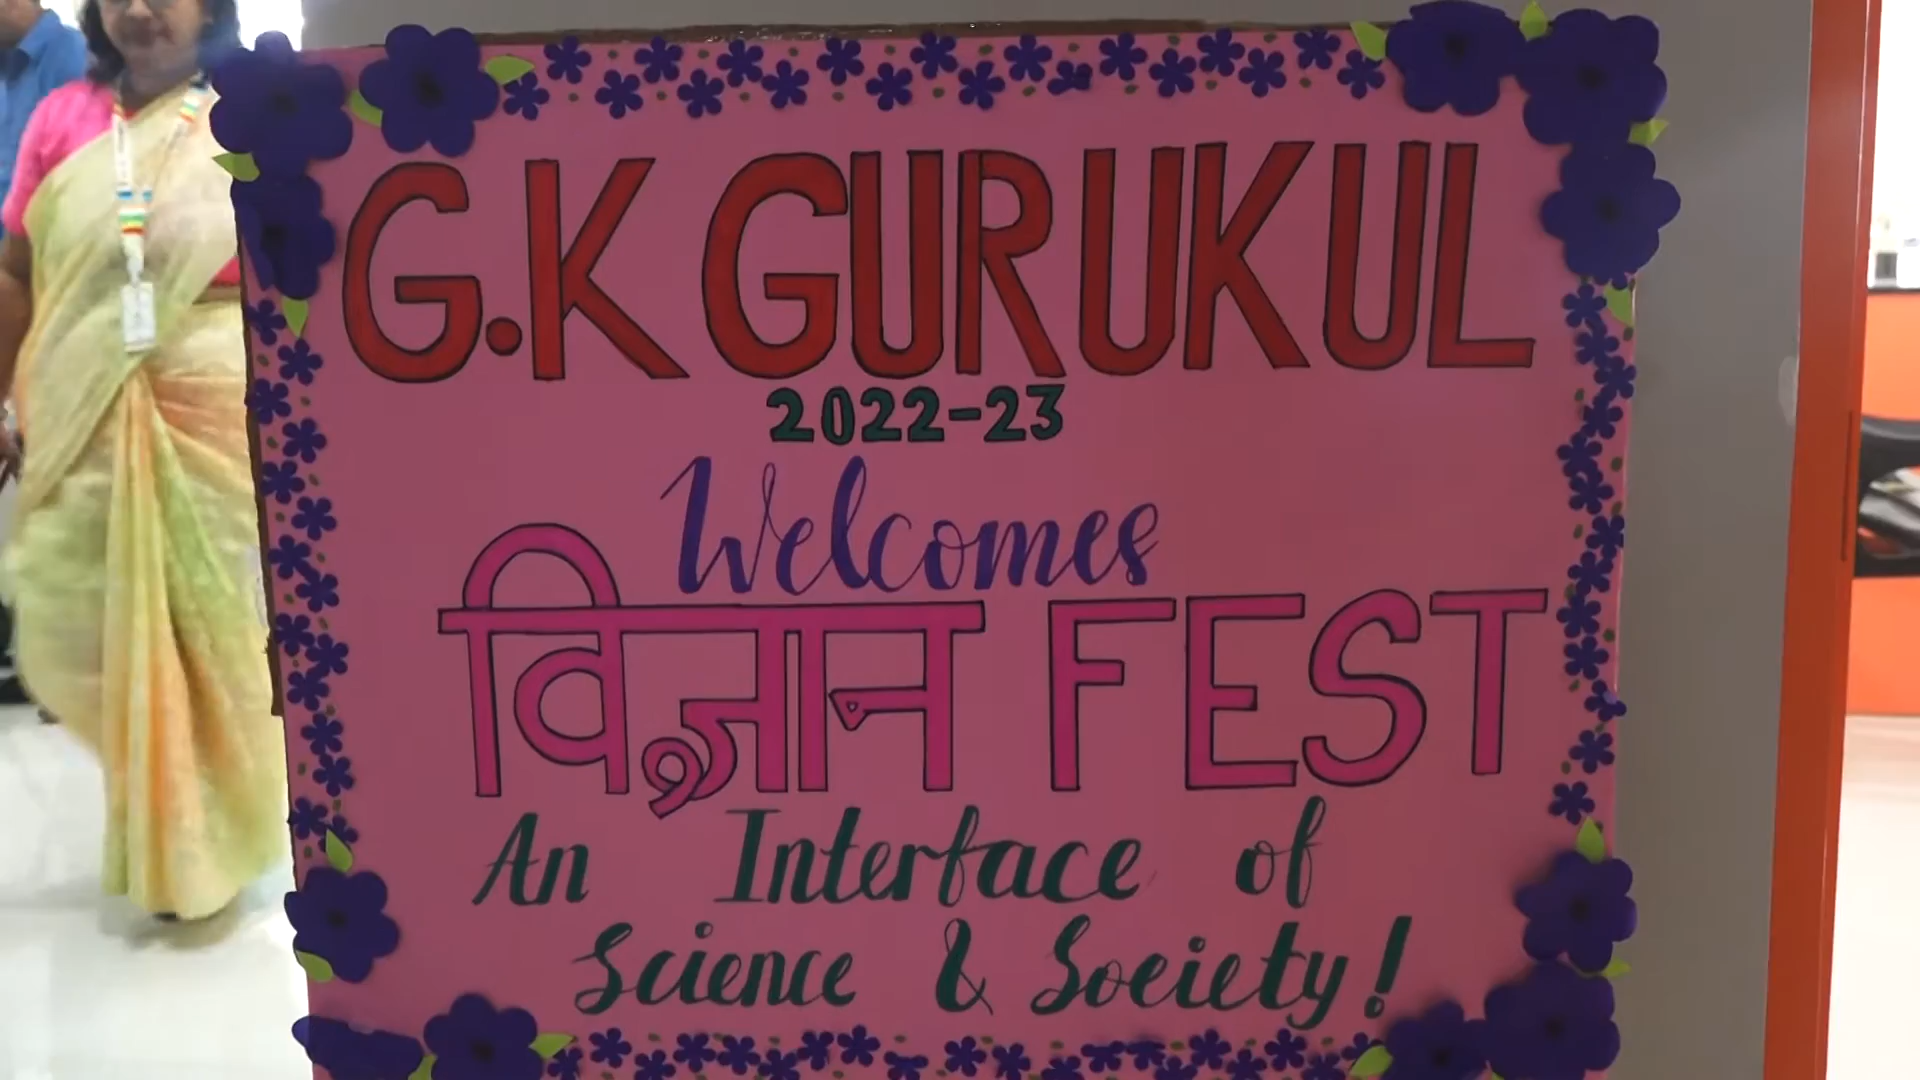 G.K GURUKUL
2022-23
Welcomes
विज्ञान FEST
An Interface of
Science & Society!